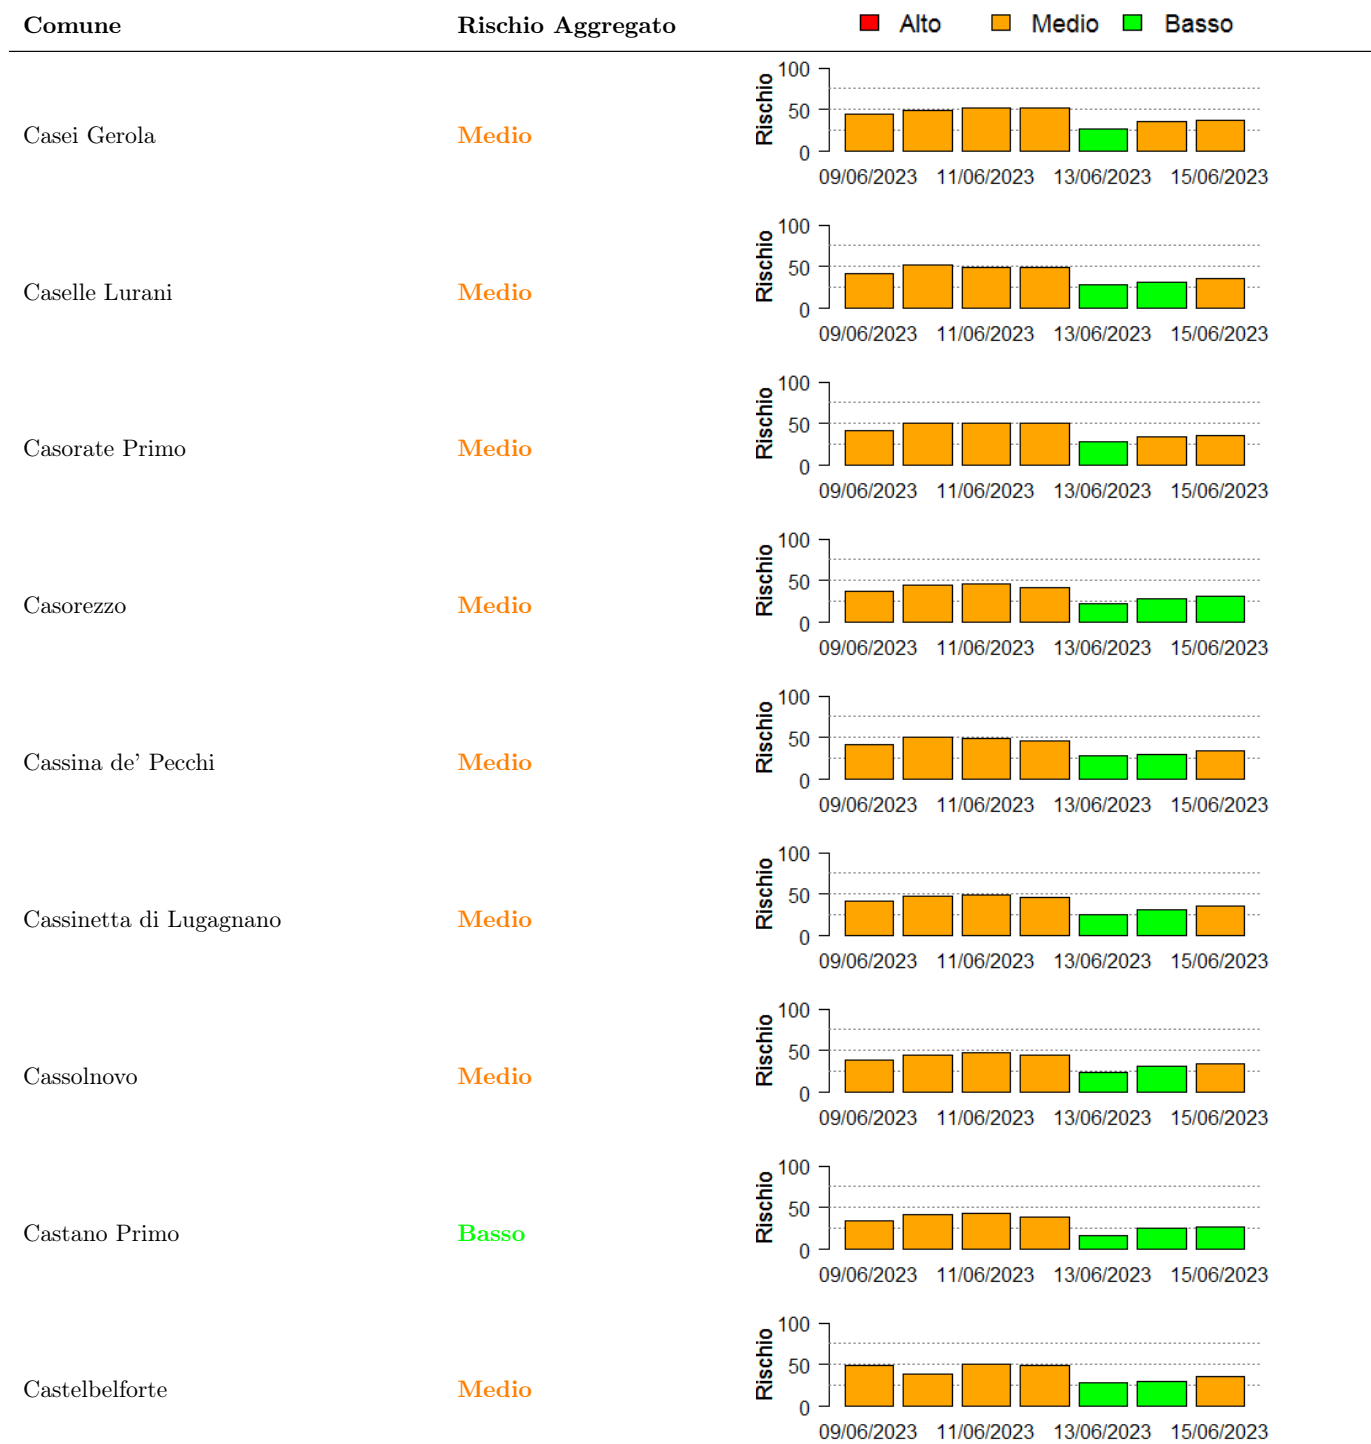 Comune Rischio Aggregato Alto Medio Basso
100
Casei Gerola Medio Rischio 50
0
09/06/2023 11/06/2023 13/06/2023 15/06/2023
100
Caselle Lurani Medio Rischio 50
0
09/06/2023 11/06/2023 13/06/2023 15/06/2023
100
Casorate Primo Medio Rischio 50
0
09/06/2023 11/06/2023 13/06/2023 15/06/2023
100
Casorezzo Medio Rischio 50
0
09/06/2023 11/06/2023 13/06/2023 15/06/2023
100
Cassina de' Pecchi Medio Rischio 50
0
09/06/2023 11/06/2023 13/06/2023 15/06/2023
100
Cassinetta di Lugagnano Medio Rischio 50
0
09/06/2023 11/06/2023 13/06/2023 15/06/2023
100
Cassolnovo Medio Rischio 50
0
09/06/2023 11/06/2023 13/06/2023 15/06/2023
100
Castano Primo Basso Rischio 50
0
09/06/2023 11/06/2023 13/06/2023 15/06/2023
100
Castelbelforte Medio Rischio 50
0
09/06/2023 11/06/2023 13/06/2023 15/06/2023